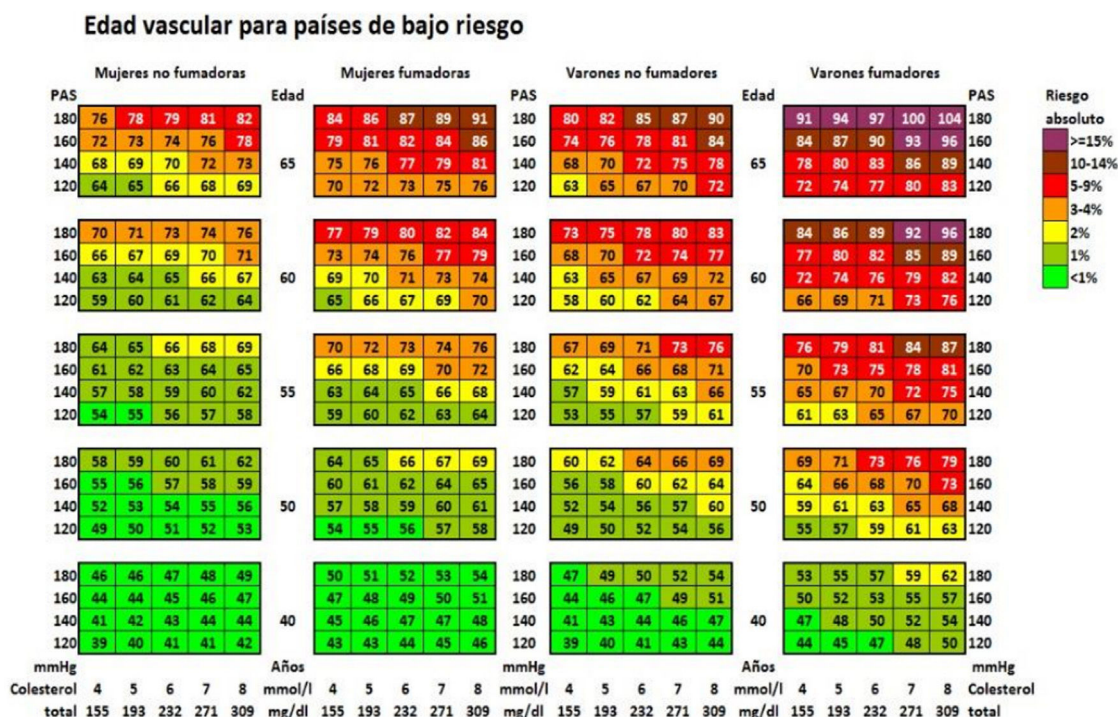 Edad vascular para países de bajo riesgo
Mujeres no fumadoras Mujeres fumadoras Varones no fumadores Varones fumadores
PAS Edad PAS Edad PAS Riesgo
180 76 78 79 81 82 84 86 87 89 91 180 80 82 85 87 90 91 94 97 100 104 180 absoluto
160 72 73 74 76 78 79 81 82 84 86 160 74 76 78 81 84 84 87 90 93 96 160 >=15%
140 68 69 70 72 73 65 75 76 77 79 81 140 68 70 72 75 78 65 78 80 83 86 89 140 10-14%
120 64 65 66 68 69 70 72 73 75 76 120 63 65 67 70 72 72 74 77 80 83 120 5-9%
3-4%
180 70 71 73 74 76 77 79 80 82 84 180 73 75 78 80 83 84 86 89 92 96 180 2%
160 66 67 69 70 71 73 74 76 77 79 160 68 70 72 74 77 77 80 82 85 89 160 1%
140 63 64 65 66 67 60 69 70 71 73 74 140 63 65 67 69 72 60 72 74 76 79 82 140 <1%
120 59 60 61 62 64 65 66 67 69 70 120 58 60 62 64 67 66 69 71 73 76 120
180 64 65 66 68 69 70 72 73 74 76 180 67 69 71 73 76 76 79 81 84 87 180
160 61 62 63 64 65 66 68 69 70 72 160 62 64 66 68 71 70 73 75 78 81 160
140 57 58 59 60 62 55 63 64 65 66 68 140 57 59 61 63 66 55 65 67 70 72 75 140
120 54 55 56 57 58 59 60 62 63 64 120 53 55 57 59 61 61 63 65 67 70 120
180 58 59 60 61 62 64 65 66 67 69 180 60 62 64 66 69 69 71 73 76 79 180
160 55 56 57 58 59 60 61 62 64 65 160 56 58 60 62 64 64 66 68 70 73 160
140 52 53 54 55 56 50 57 58 59 60 61 140 52 54 56 57 60 50 59 61 63 65 68 140
120 49 50 51 52 53 54 55 56 57 58 120 49 50 52 54 56 55 57 59 61 63 120
180 46 46 47 48 49 50 51 52 53 54 180 47 49 50 52 54 53 55 57 59 62 180
160 44 44 45 46 47 47 48 49 50 51 160 44 46 47 49 51 50 52 53 55 57 160
140 41 42 43 44 44 40 45 46 46 47 48 140 41 43 44 46 47 40 47 48 50 52 54 140
120 39 40 41 41 42 43 43 44 45 46 120 39 40 41 43 44 44 45 47 48 50 120
mmHg Años mmHg Años mmHg
Colesterol 4 5 6 7 8 mmol/l 4 5 6 7 8 mmol/l 4 5 6 7 8 mmol/l 4 5 6 7 8 Colesterol
total 155 193 232 271 309 mg/dl 155 193 232 271 309 mg/dl 155 193 232 271 309 mg/dl 155 193 232 271 309 total